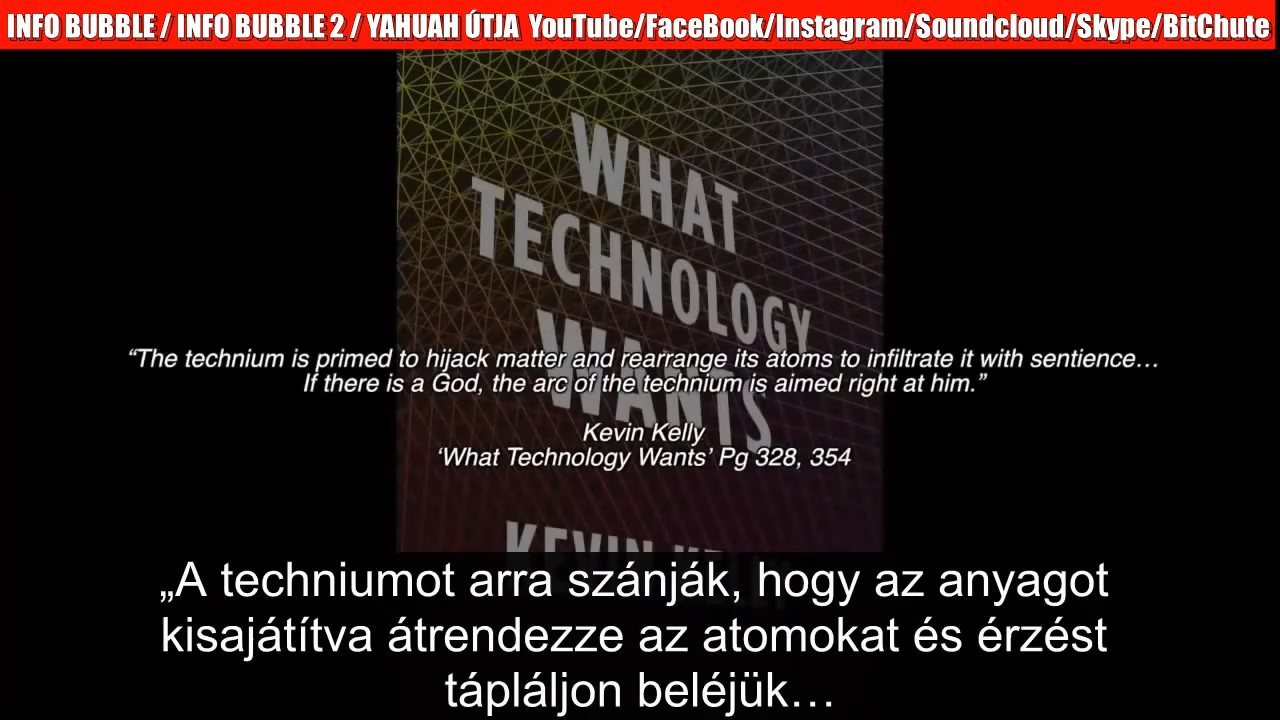 INFO BUBBLE / INFO BUBBLE 2 / YAHUAH ÚTJA YouTube/FaceBook/Instagram/Soundcloud/Skype/BitChute
WHAT
TECHNOLOGY
WANTS
“The technium is primed to hijack matter and rearrange its atoms to infiltrate it with sentience…
If there is a God, the arc of the technium is aimed right at him.”
Kevin Kelly
‘What Technology Wants’ Pg 328, 354
KEVIN KELLY
„A techniumot arra szánják, hogy az anyagot
kisajátítva átrendezze az atomokat és érzést
tápláljon beléjük…